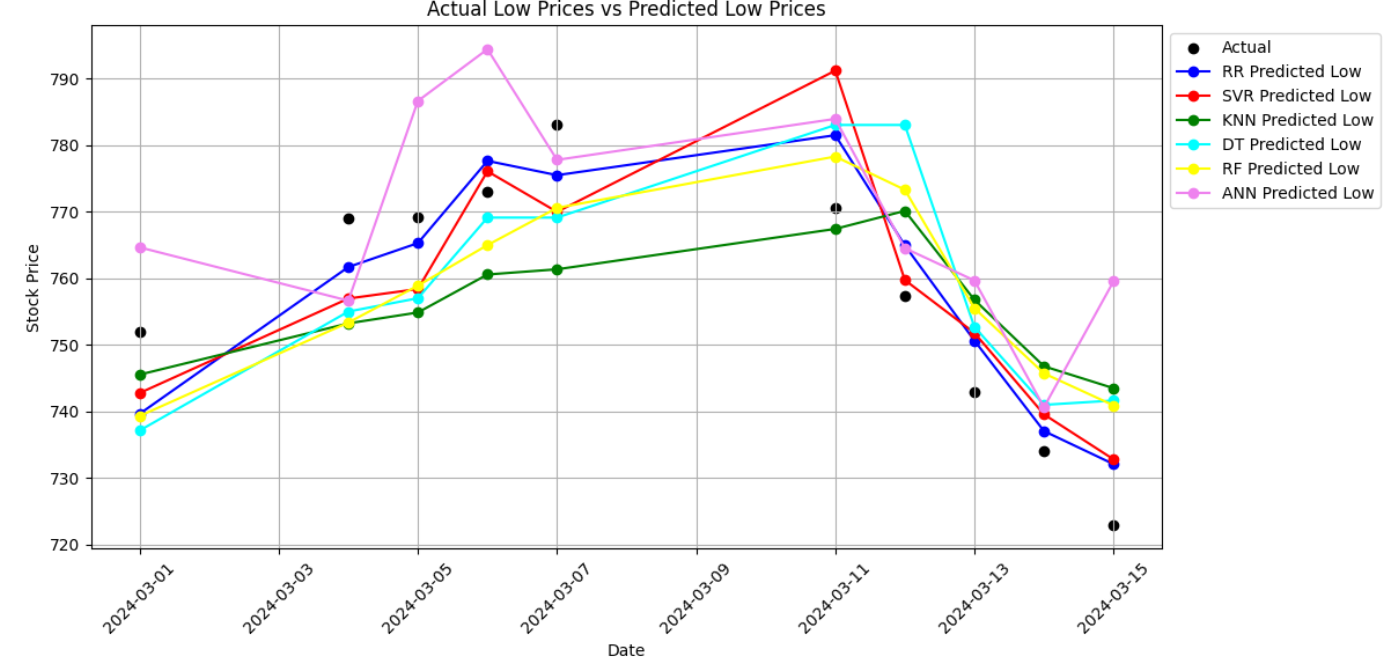 Actual Low Prices vs Predicted Low Prices
Actual
RR Predicted Low
SVR Predicted Low
KNN Predicted Low
DT Predicted Low
RF Predicted Low
ANN Predicted Low
790
780
770
760
750
740
730
720
Stock Price
2024-03-01
2024-03-03
2024-03-05
2024-03-07
2024-03-09
2024-03-11
2024-03-13
2024-03-15
Date